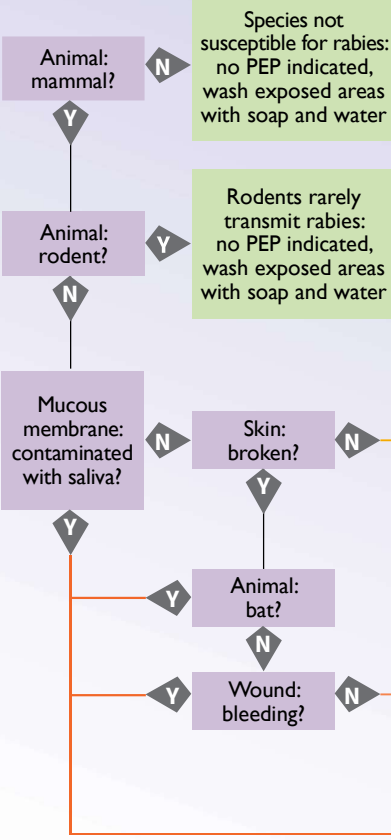 Animal:
mammal?
N
Species not
susceptible for rabies:
no PEP indicated,
wash exposed areas
with soap and water
Y
Animal:
rodent?
Y
Rodents rarely
transmit rabies:
no PEP indicated,
wash exposed areas
with soap and water
N
Mucous
membrane:
contaminated
with saliva?
N
Skin:
broken?
N
Y
Y
Animal:
bat?
Y
N
Wound:
bleeding?
Y
N